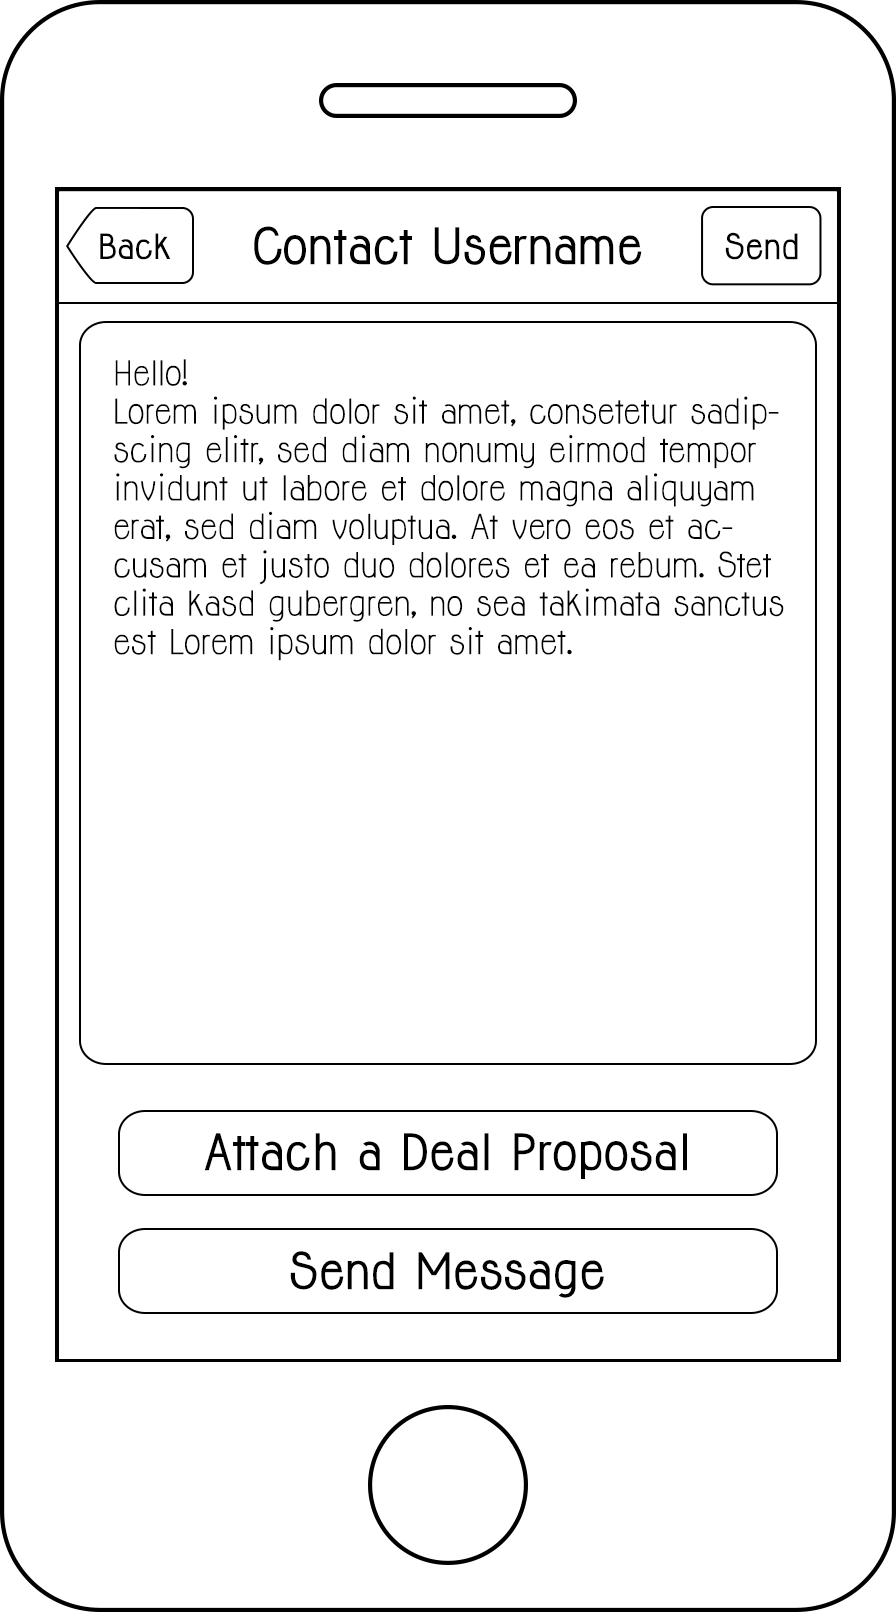 Back
Contact Username
Send
Hello!
Lorem ipsum dolor sit amet, consetetur sadip-
scing elitr, sed diam nonumy eirmod tempor
invidunt ut labore et dolore magna aliquyam
erat, sed diam voluptua. At vero eos et ac-
cusam et justo duo dolores et ea rebum. Stet
clita kasd gubergren, no sea takimata sanctus
est Lorem ipsum dolor sit amet.
Attach a Deal Proposal
Send Message